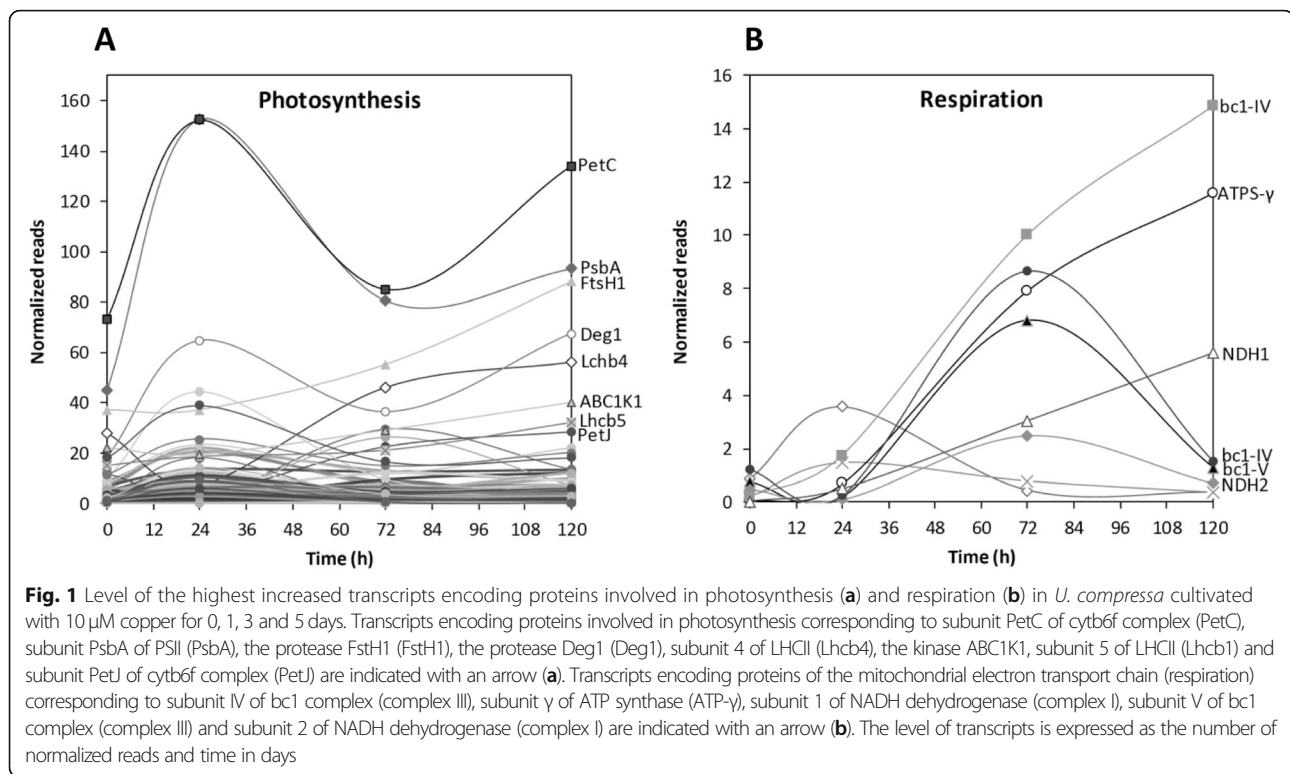 A
B
Photosynthesis
Respiration
Normalized reads
160
140
120
100
80
60
40
20
0
0 12 24 36 48 60 72 84 96 108 120
Time (h)
PetC
PsbA
FtsH1
Deg1
Lchb4
ABC1K1
Lhcb5
PetJ
Normalized reads
16
14
12
10
8
6
4
2
0
0 12 24 36 48 60 72 84 96 108 120
Time (h)
bc1-IV
ATPS-γ
NDH1
bc1-IV
bc1-V
NDH2
Fig. 1 Level of the highest increased transcripts encoding proteins involved in photosynthesis (a) and respiration (b) in U. compressa cultivated
with 10 μM copper for 0, 1, 3 and 5 days. Transcripts encoding proteins involved in photosynthesis corresponding to subunit PetC of cytb6f complex (PetC),
subunit PsbA of PSII (PsbA), the protease FstH1 (FstH1), the protease Deg1 (Deg1), subunit 4 of LHCII (Lhcb4), the kinase ABC1K1, subunit 5 of LHCII (Lhcb1) and
subunit PetJ of cytb6f complex (PetJ) are indicated with an arrow (a). Transcripts encoding proteins of the mitochondrial electron transport chain (respiration)
corresponding to subunit IV of bc1 complex (complex III), subunit γ of ATP synthase (ATP-γ), subunit 1 of NADH dehydrogenase (complex I), subunit V of bc1
complex (complex III) and subunit 2 of NADH dehydrogenase (complex I) are indicated with an arrow (b). The level of transcripts is expressed as the number of
normalized reads and time in days